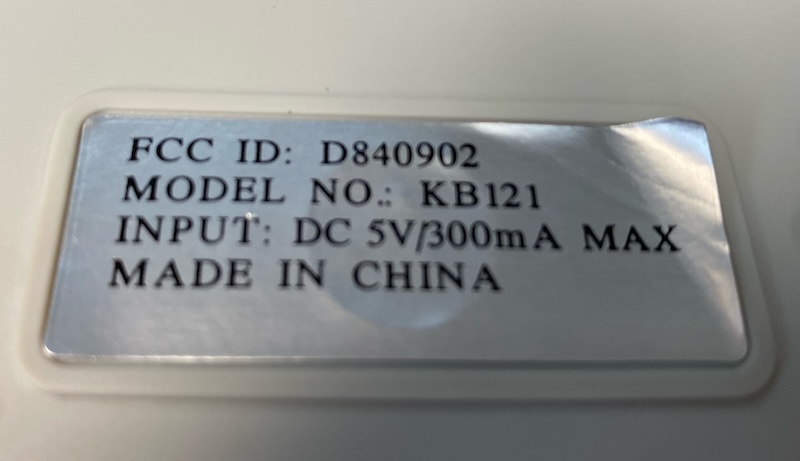 FCC ID: D840902
MODEL NO.: KB121
INPUT: DC 5V/300mA MAX
MADE IN CHINA